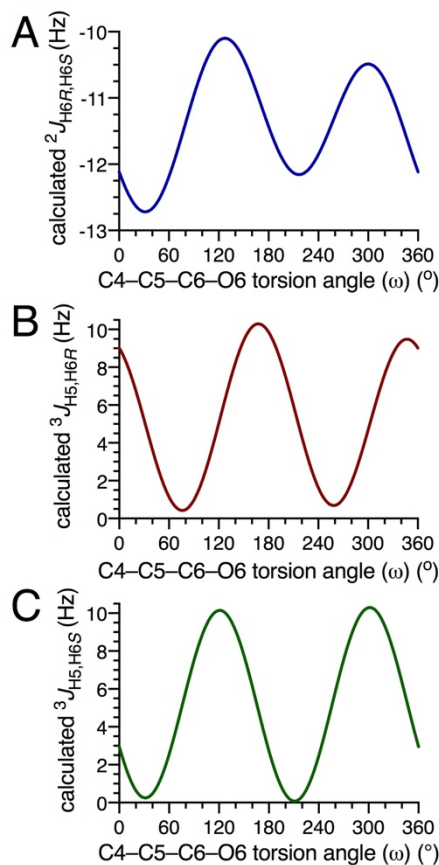 A
calculated ²J_H6R,H6S (Hz)
-10
-11
-12
-13
0 60 120 180 240 300 360
C4–C5–C6–O6 torsion angle (ω) (º)
B
calculated ³J_H5,H6R (Hz)
10
8
6
4
2
0
0 60 120 180 240 300 360
C4–C5–C6–O6 torsion angle (ω) (º)
C
calculated ³J_H5,H6S (Hz)
10
8
6
4
2
0
0 60 120 180 240 300 360
C4–C5–C6–O6 torsion angle (ω) (°)